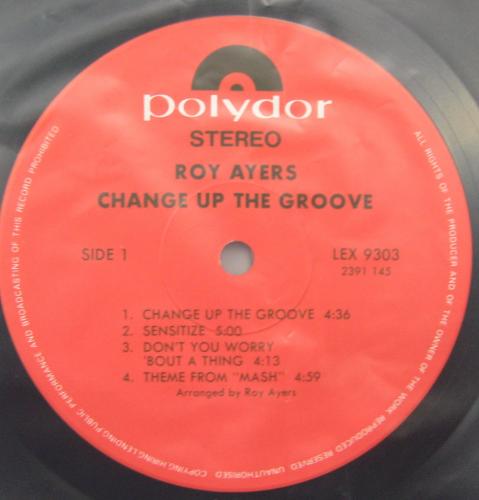 polydor
STEREO
ROY AYERS
CHANGE UP THE GROOVE
SIDE 1
LEX 9303
2391 145
1. CHANGE UP THE GROOVE 4:36
2. SENSITIZE 5:00
3. DON'T YOU WORRY
'BOUT A THING 4:13
4. THEME FROM "MASH" 4:59
Arranged by Roy Ayers
ALL RIGHTS OF THE PRODUCER AND OF THE OWNER OF THE WORK REPRODUCED RESERVED UNAUTHORISED COPYING HIRING LENDING PUBLIC PERFORMANCE AND BROADCASTING OF THIS RECORD PROHIBITED